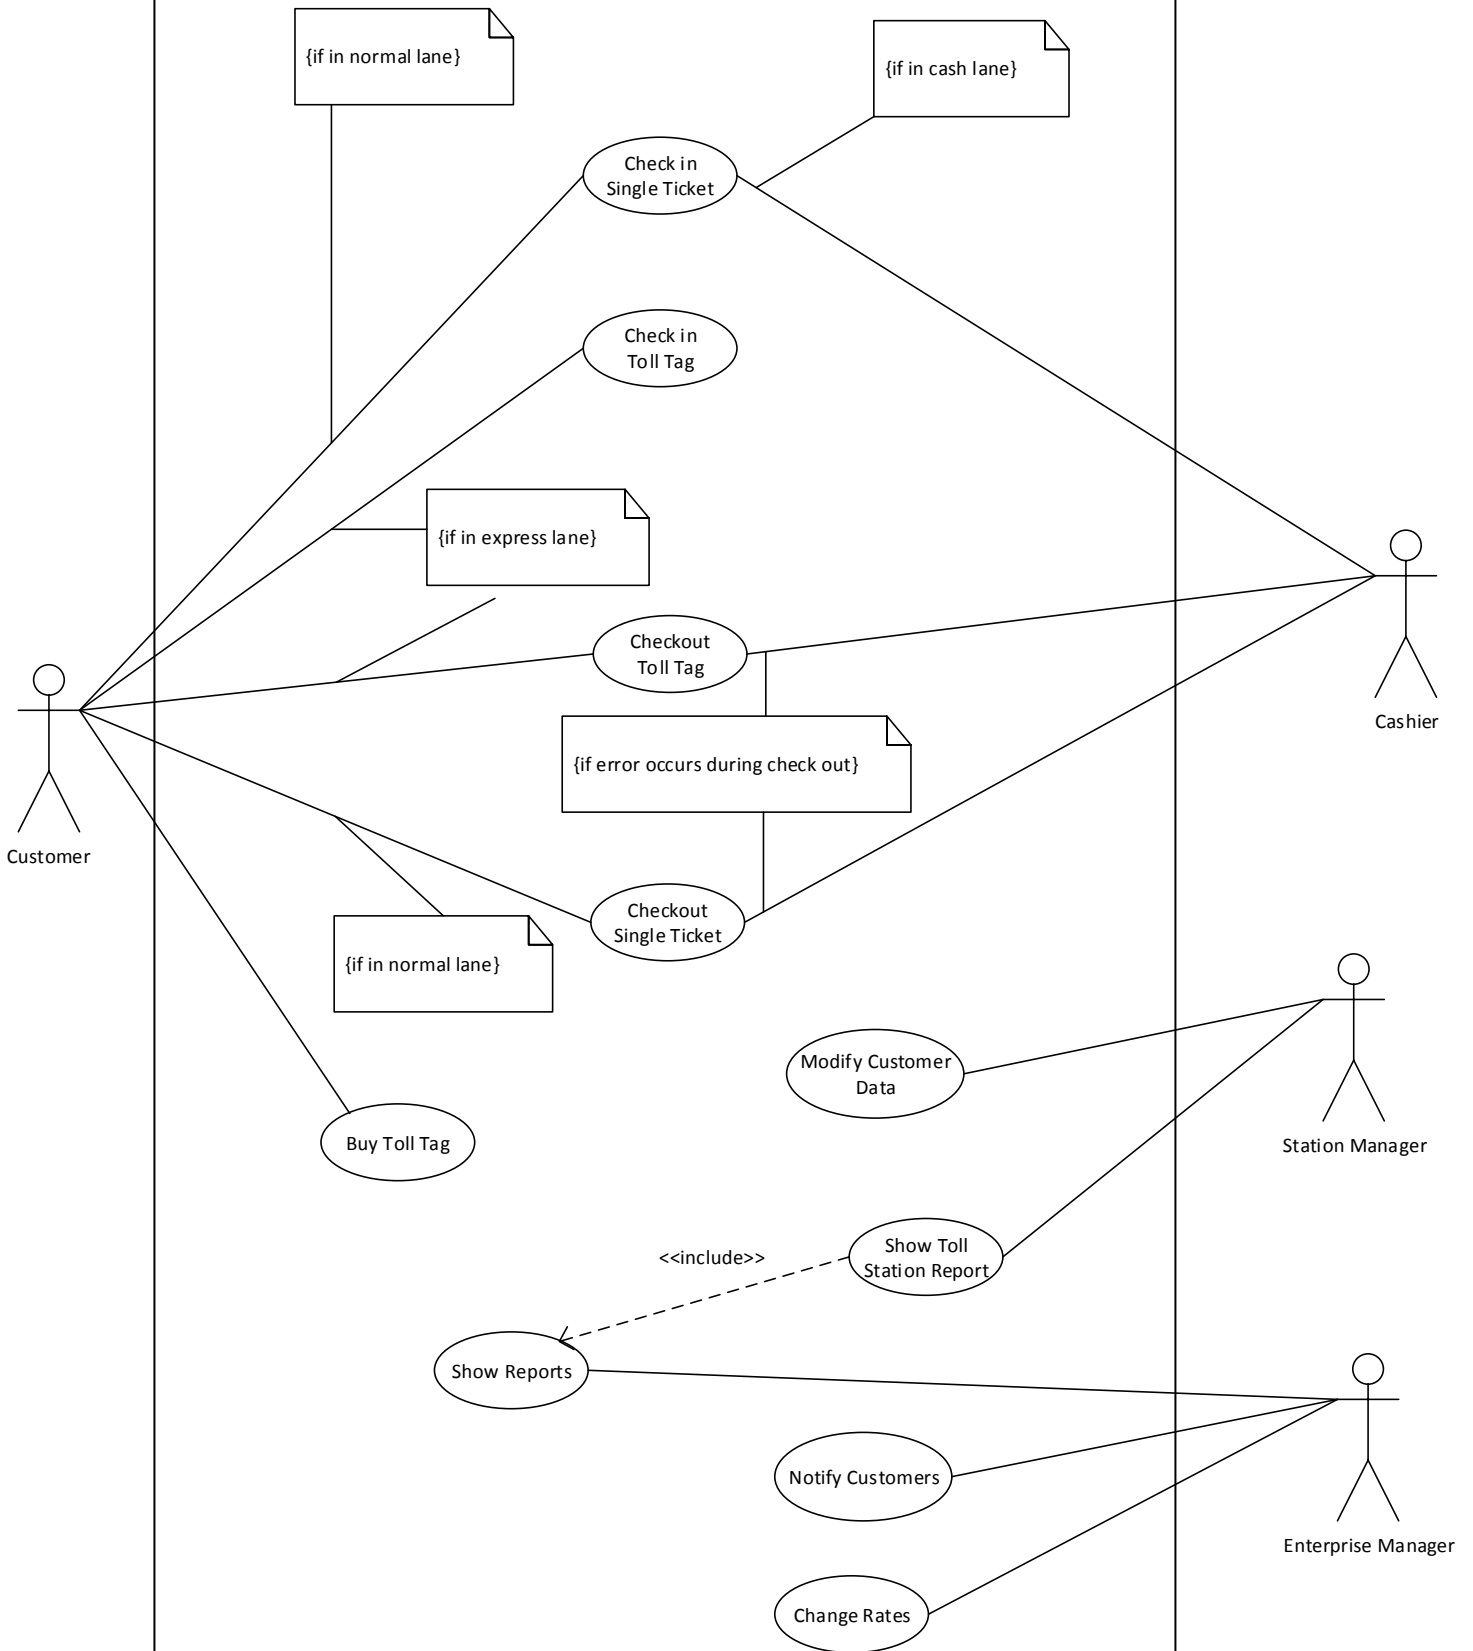 {if in normal lane}
{if in cash lane}
Check in
Single Ticket
Check in
Toll Tag
{if in express lane}
Checkout
Toll Tag
Cashier
{if error occurs during check out}
Customer
Checkout
Single Ticket
{if in normal lane}
Modify Customer
Data
Buy Toll Tag
Station Manager
Show Toll
Station Report
<<include>>
Show Reports
Notify Customers
Enterprise Manager
Change Rates